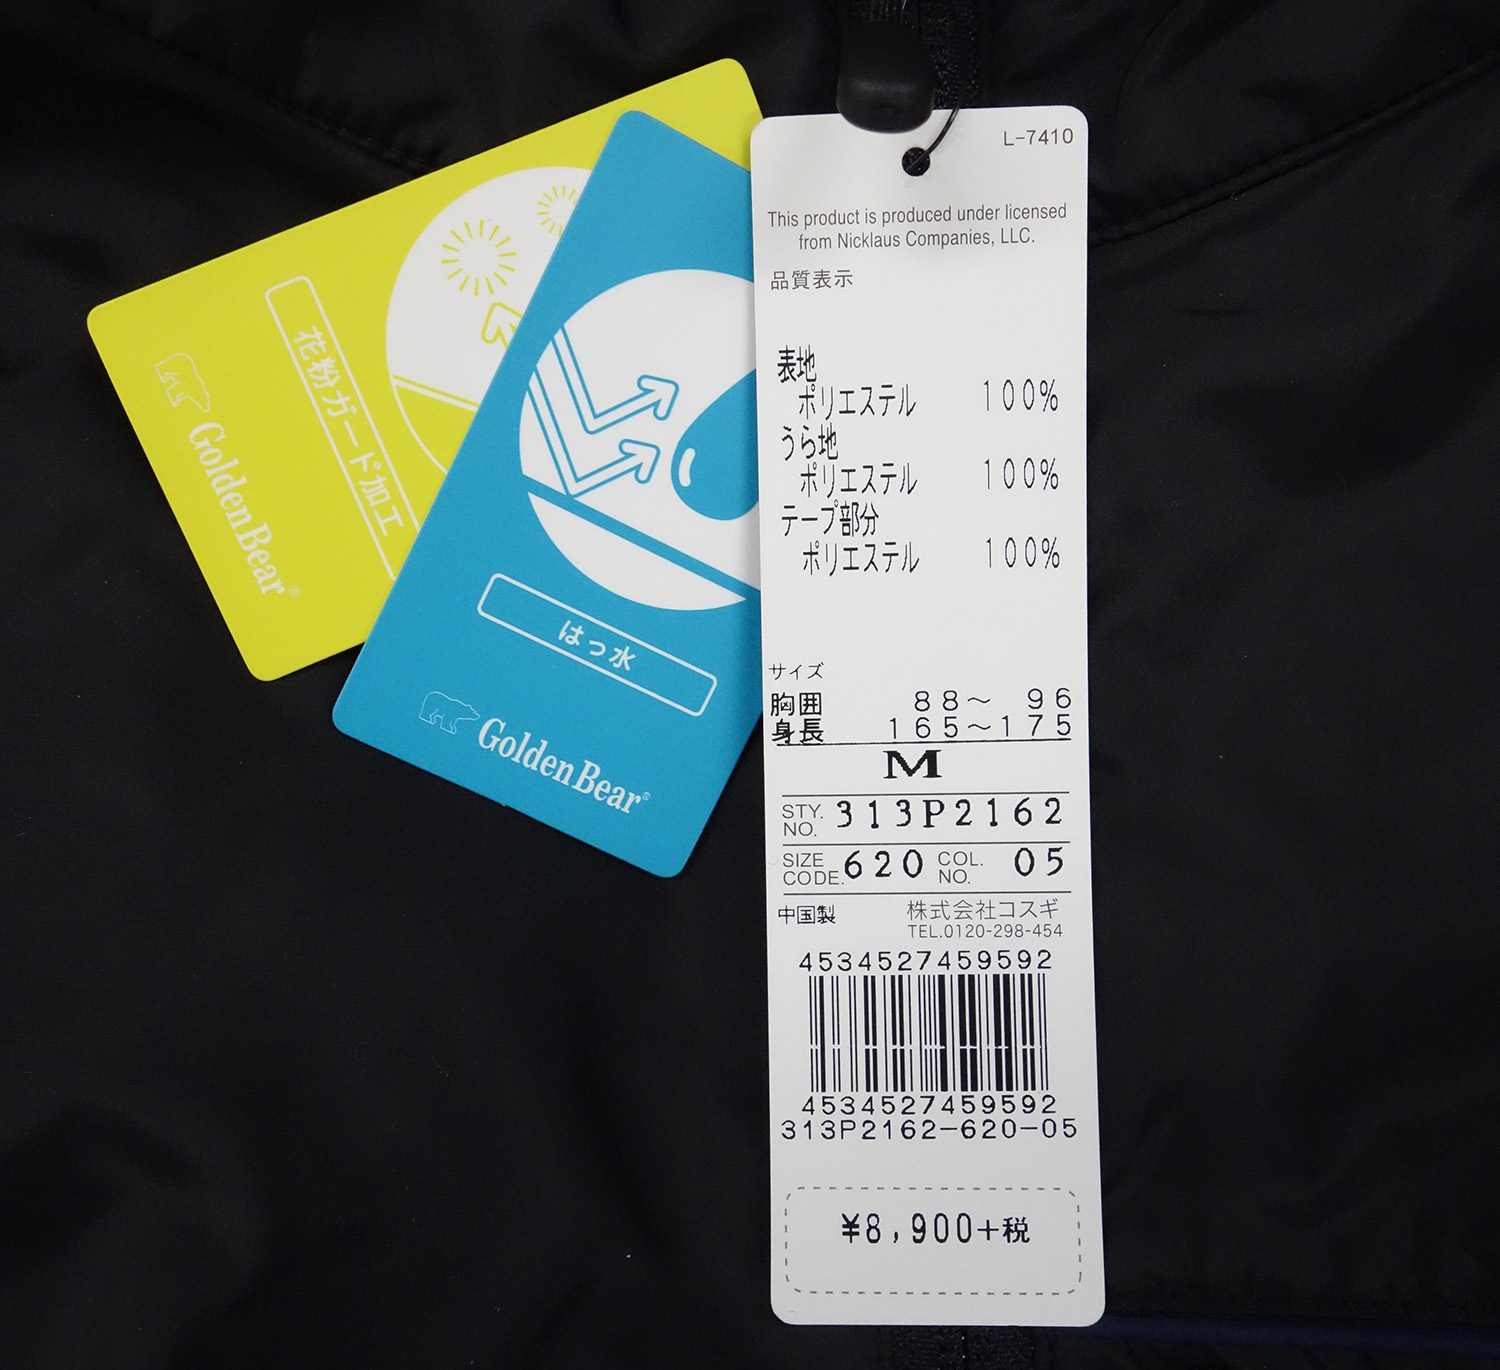 花粉ガード加工
Golden Bear®
はっ水
Golden Bear®
L-7410
This product is produced under licensed
from Nicklaus Companies, LLC.
品質表示
表地
ポリエステル 100%
うら地
ポリエステル 100%
テープ部分
ポリエステル 100%
サイズ
胸囲 88〜 96
身長 165〜175
M
STY. NO. 313P2162
SIZE CODE. 620 COL. NO. 05
中国製 株式会社コスギ
TEL.0120-298-454
4534527459592
4534527459592
313P2162-620-05
¥8,900+税